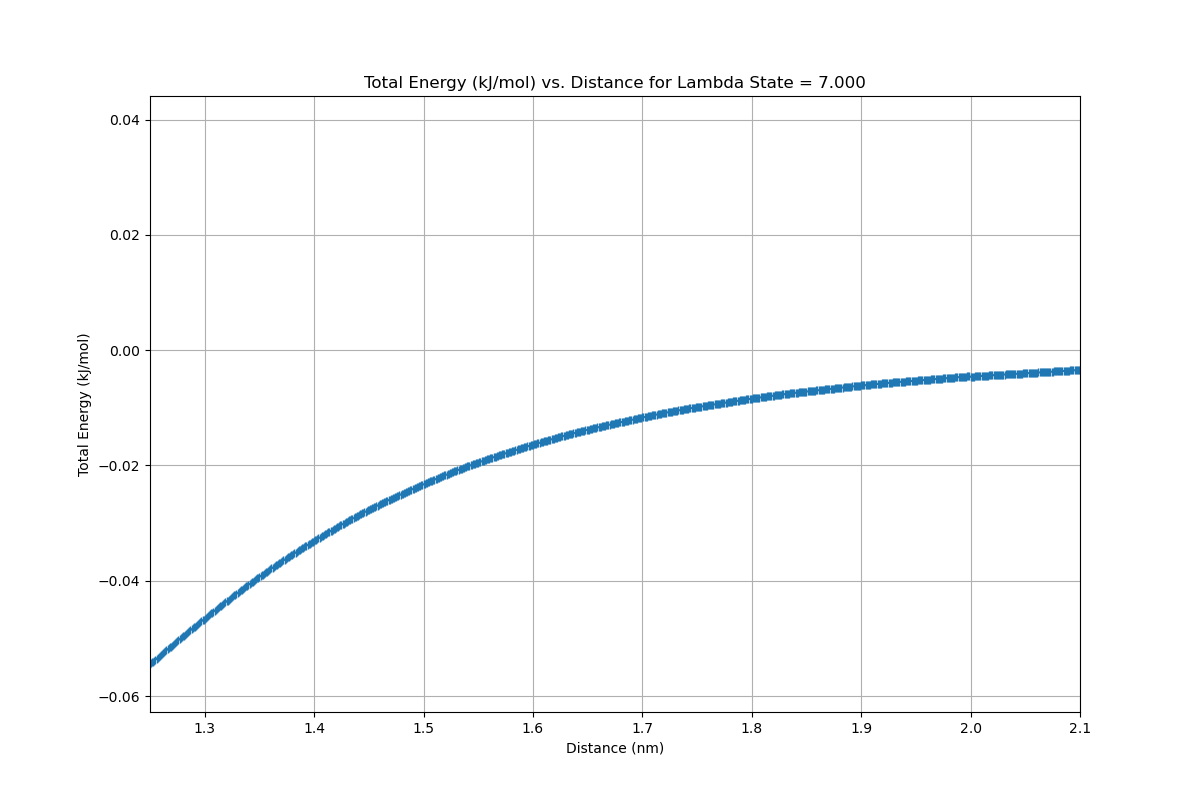 Total Energy (kJ/mol) vs. Distance for Lambda State = 7.000
0.04
0.02
0.00
−0.02
−0.04
−0.06
Total Energy (kJ/mol)
1.3 1.4 1.5 1.6 1.7 1.8 1.9 2.0 2.1
Distance (nm)